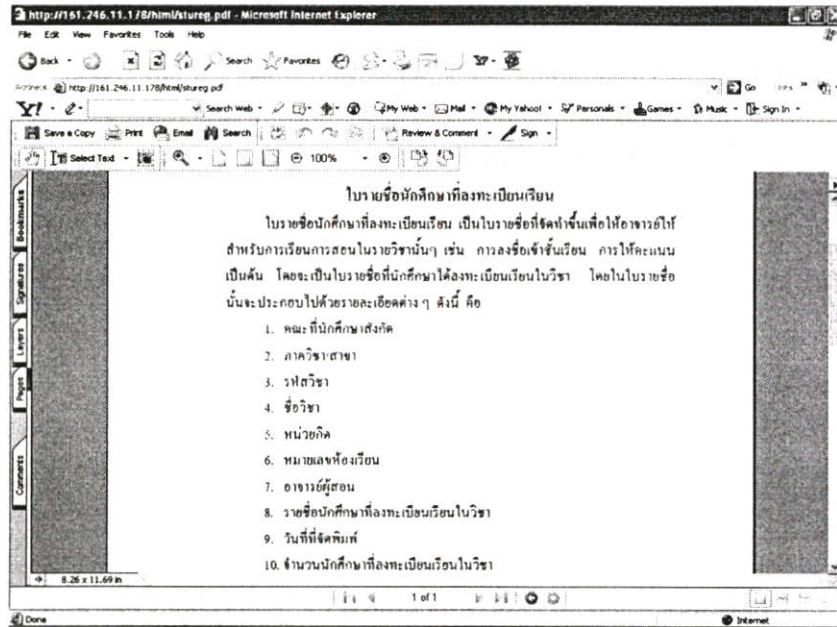 http://161.246.11.178/html/stureg.pdf - Microsoft Internet Explorer
File Edit View Favorites Tools Help
Back Search Favorites
http://161.246.11.178/html/stureg.pdf Go
Y! Search Web My Web Mail My Yahoo! Personals Games Music Sign In
Save a Copy Print Email Search Review & Comment Sign
Select Text 100%
Bookmarks
Signatures
Layers
Pages
Comments
ใบรายชื่อนักศึกษาที่ลงทะเบียนเรียน
ใบรายชื่อนักศึกษาที่ลงทะเบียนเรียน เป็นใบรายชื่อที่จัดทำขึ้นเพื่อให้อาจารย์ใช้
สำหรับการเรียนการสอนในรายวิชานั้นๆ เช่น การลงชื่อเข้าชั้นเรียน การให้คะแนน
เป็นต้น โดยจะเป็นใบรายชื่อที่นักศึกษาได้ลงทะเบียนเรียนในวิชา โดยในใบรายชื่อ
นั้นจะประกอบไปด้วยรายละเอียดต่าง ๆ ดังนี้ คือ
1. คณะที่นักศึกษาสังกัด
2. ภาควิชา/สาขา
3. รหัสวิชา
4. ชื่อวิชา
5. หน่วยกิต
6. หมายเลขห้องเรียน
7. อาจารย์ผู้สอน
8. รายชื่อนักศึกษาที่ลงทะเบียนเรียนในวิชา
9. วันที่ที่จัดพิมพ์
10. จำนวนนักศึกษาที่ลงทะเบียนเรียนในวิชา
8.26 x 11.69 in
1 of 1
Done Internet